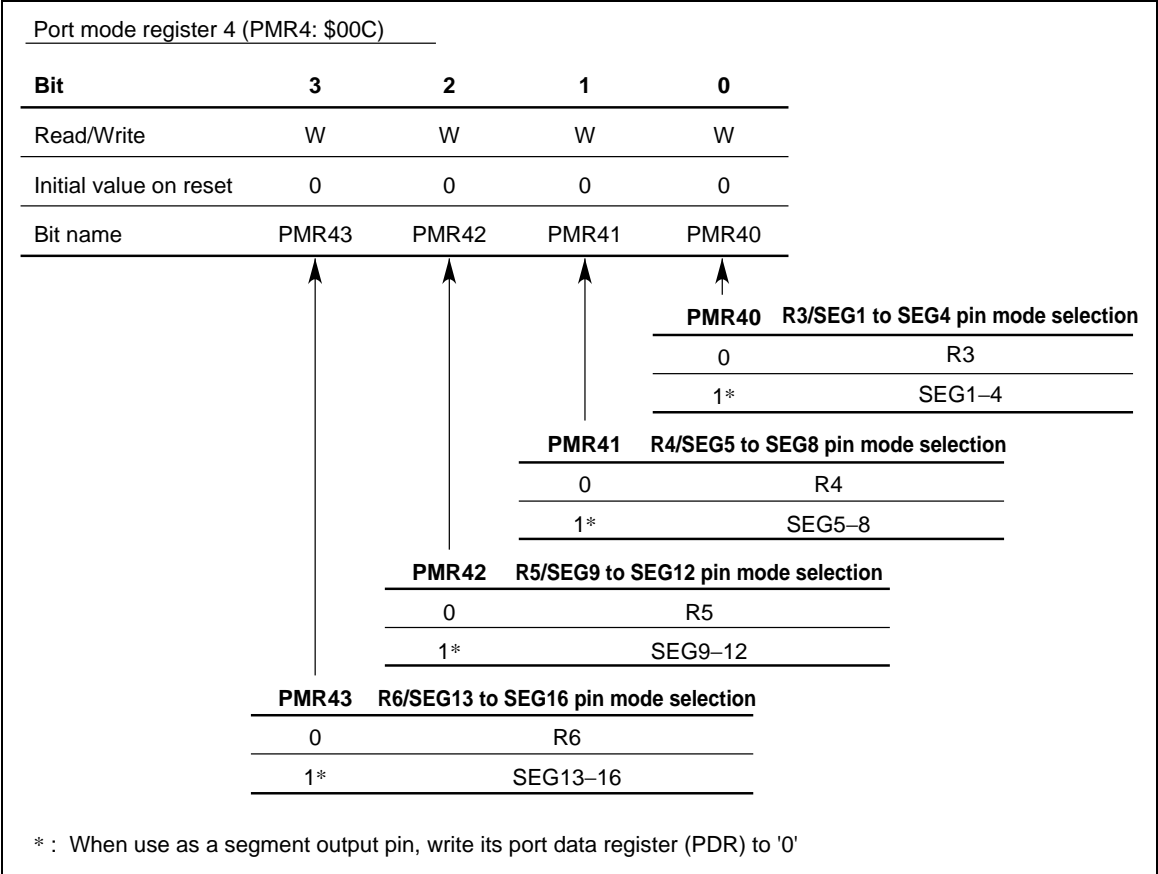 Port mode register 4 (PMR4: $00C)
Bit 3 2 1 0
Read/Write W W W W
Initial value on reset 0 0 0 0
Bit name PMR43 PMR42 PMR41 PMR40
PMR40 R3/SEG1 to SEG4 pin mode selection
0 R3
1* SEG1–4
PMR41 R4/SEG5 to SEG8 pin mode selection
0 R4
1* SEG5–8
PMR42 R5/SEG9 to SEG12 pin mode selection
0 R5
1* SEG9–12
PMR43 R6/SEG13 to SEG16 pin mode selection
0 R6
1* SEG13–16
* : When use as a segment output pin, write its port data register (PDR) to '0'